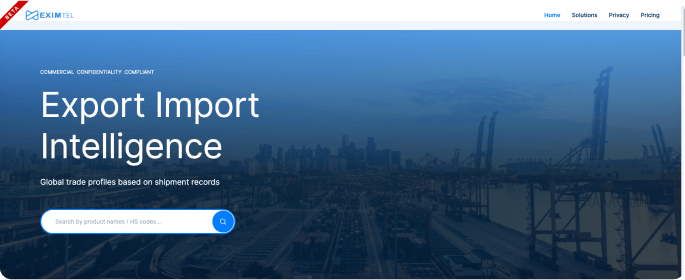 BETA
EXIMTEL
Home Solutions Privacy Pricing
COMMERCIAL CONFIDENTIALITY COMPLIANT
Export Import
Intelligence
Global trade profiles based on shipment records
Search by product names / HS codes...